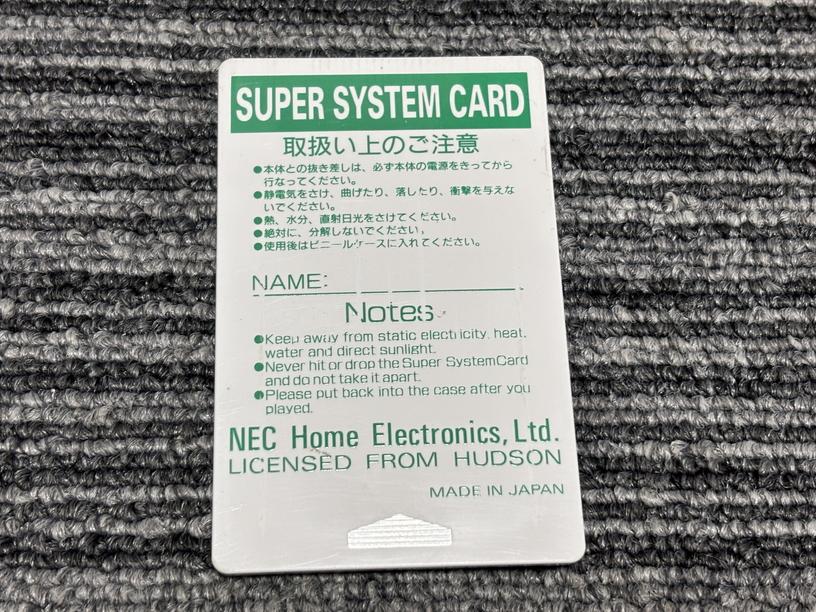 SUPER SYSTEM CARD
取扱い上のご注意
●本体との抜き差しは、必ず本体の電源をきってから
行なってください。
●静電気をさけ、曲げたり、落したり、衝撃を与えな
いでください。
●熱、水分、直射日光をさけてください。
●絶対に、分解しないでください。
●使用後はビニールケースに入れてください。
NAME:
Notes
●Keep away from static electricity, heat,
water and direct sunlight.
●Never hit or drop the Super SystemCard
and do not take it apart.
●Please put back into the case after you
played.
NEC Home Electronics, Ltd.
LICENSED FROM HUDSON
MADE IN JAPAN